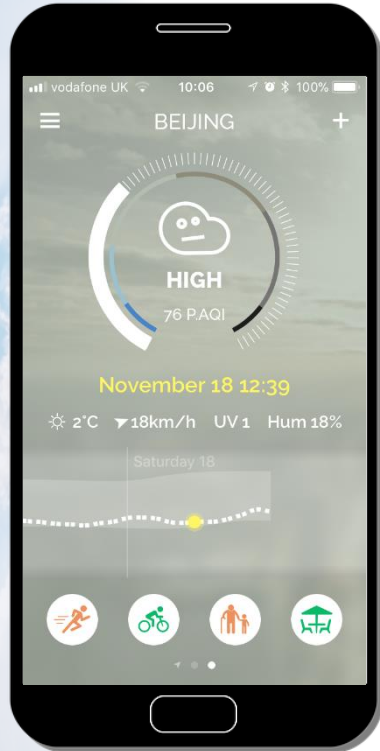 vodafone UK 10:06 100%
BEIJING
HIGH
76 P.AQI
November 18 12:39
2°C 18km/h UV 1 Hum 18%
Saturday 18